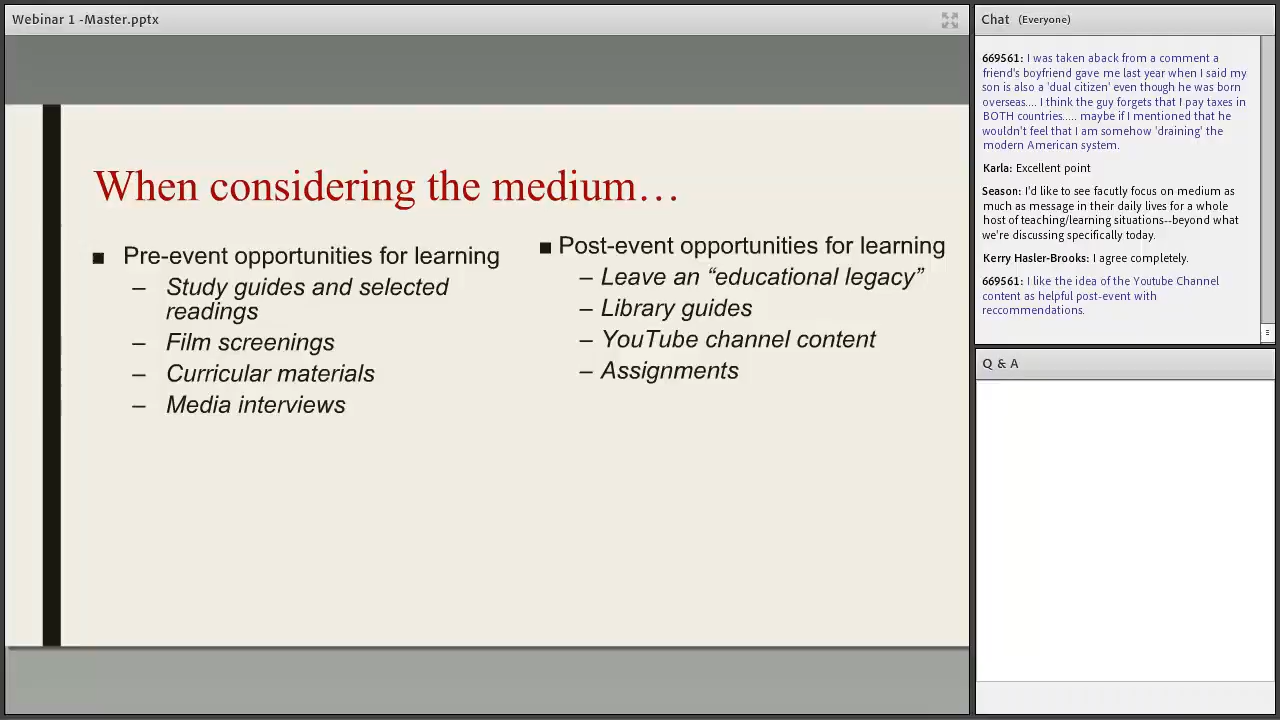 Webinar 1 -Master.pptx
When considering the medium…
■ Pre-event opportunities for learning
– Study guides and selected
readings
– Film screenings
– Curricular materials
– Media interviews
■ Post-event opportunities for learning
– Leave an “educational legacy”
– Library guides
– YouTube channel content
– Assignments
Chat (Everyone)
669561: I was taken aback from a comment a
friend's boyfriend gave me last year when I said my
son is also a 'dual citizen' even though he was born
overseas.... I think the guy forgets that I pay taxes in
BOTH countries..... maybe if I mentioned that he
wouldn't feel that I am somehow 'draining' the
modern American system.
Karla: Excellent point
Season: I'd like to see facutly focus on medium as
much as message in their daily lives for a whole
host of teaching/learning situations--beyond what
we're discussing specifically today.
Kerry Hasler-Brooks: I agree completely.
669561: I like the idea of the Youtube Channel
content as helpful post-event with
reccommendations.
Q & A